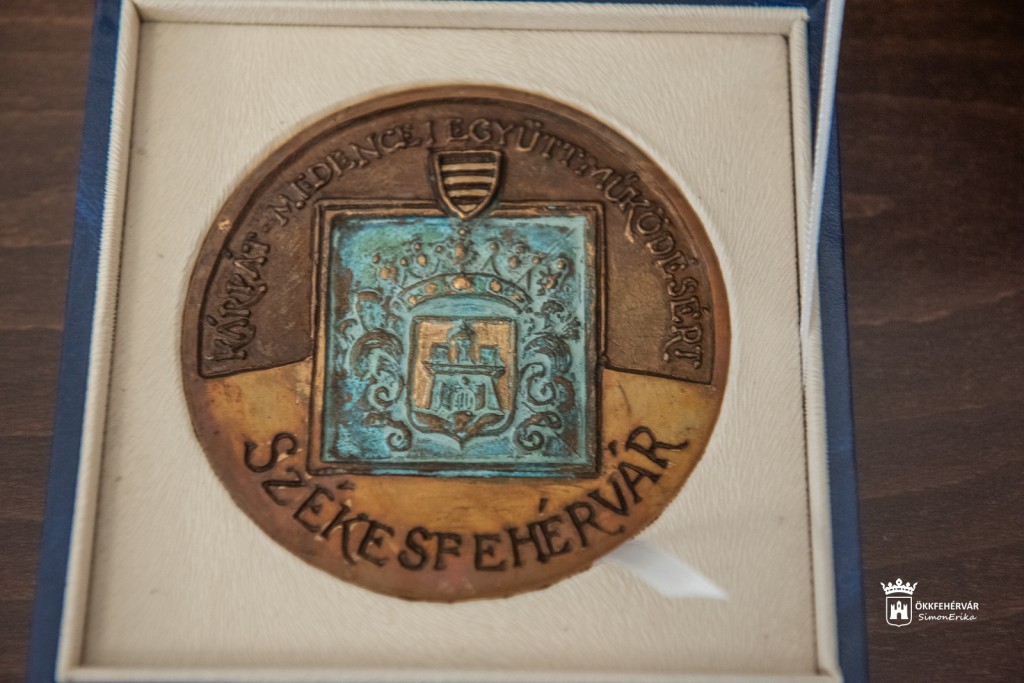 KÁRPÁT-MEDENCEI EGYÜTTMŰKÖDÉSÉRT
SZÉKESFEHÉRVÁR
ÖKKFEHÉRVÁR
SimonErika